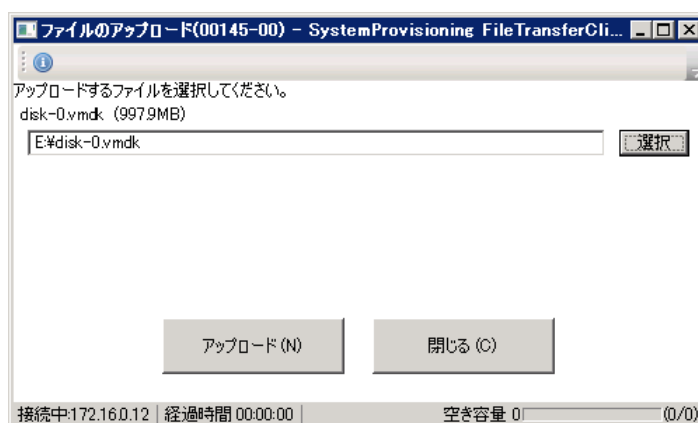 ファイルのアップロード(00145-00) - SystemProvisioning FileTransferCli...
アップロードするファイルを選択してください。
disk-0.vmdk (997.9MB)
E:¥disk-0.vmdk 選択
アップロード(N) 閉じる(C)
接続中:172.16.0.12 経過時間 00:00:00 空き容量 0 (0/0)